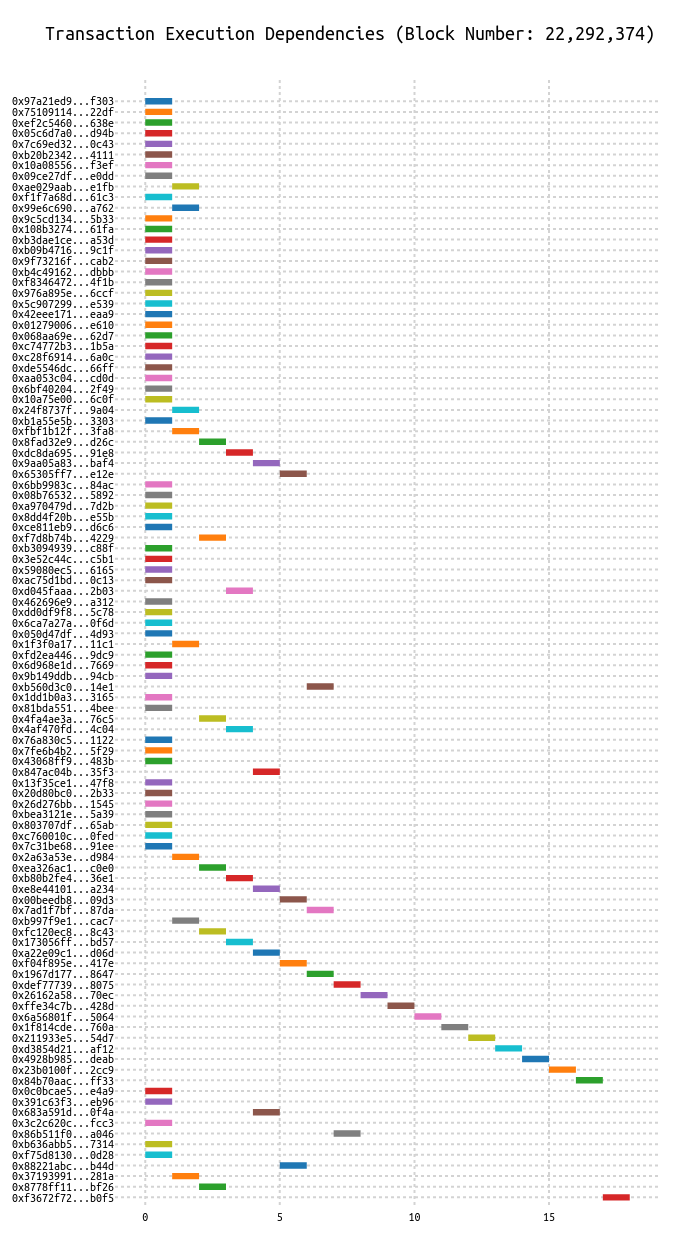 Transaction Execution Dependencies (Block Number: 22,292,374)
0x97a21ed9...f303
0x75109114...22df
0xef2c5460...638e
0x05c6d7a0...d94b
0x7c69ed32...0c43
0xb20b2342...4111
0x10a08556...f3ef
0x09ce27df...e0dd
0xae029aab...e1fb
0xf1f7a68d...61c3
0x99e6c690...a762
0x9c5cd134...5b33
0x108b3274...61fa
0xb3dae1ce...a53d
0xb09b4716...9c1f
0x9f73216f...cab2
0xb4c49162...dbbb
0xf8346472...4f1b
0x976a895e...6ccf
0x5c907299...e539
0x42eee171...eaa9
0x01279006...e610
0x068aa69e...62d7
0xc74772b3...1b5a
0xc28f6914...6a0c
0xde5546dc...66ff
0xaa053c04...cd0d
0x6bf40204...2f49
0x10a75e00...6c0f
0x24f8737f...9a04
0xb1a55e5b...3303
0xfbf1b12f...3fa8
0x8fad32e9...d26c
0xdc8da695...91e8
0x9aa05a83...baf4
0x65305ff7...e12e
0x6bb9983c...84ac
0x08b76532...5892
0xa970479d...7d2b
0x8dd4f20b...e55b
0xce811eb9...d6c6
0xf7d8b74b...4229
0xb3094939...c88f
0x3e52c44c...c5b1
0x59080ec5...6165
0xac75d1bd...0c13
0xd045faaa...2b03
0x462696e9...a312
0xdd0df9f8...5c78
0x6ca7a27a...0f6d
0x050d47df...4d93
0x1f3f0a17...11c1
0xfd2ea446...9dc9
0x6d968e1d...7669
0x9b149ddb...94cb
0xb560d3c0...14e1
0x1dd1b0a3...3165
0x81bda551...4bee
0x4fa4ae3a...76c5
0x4af470fd...4c04
0x76a830c5...1122
0x7fe6b4b2...5f29
0x43068ff9...483b
0x847ac04b...35f3
0x13f35ce1...47f8
0x20d80bc0...2b33
0x26d276bb...1545
0xbea3121e...5a39
0x803707df...65ab
0xc760010c...0fed
0x7c31be68...91ee
0x2a63a53e...d984
0xea326ac1...c0e0
0xb80b2fe4...36e1
0xe8e44101...a234
0x00beedb8...09d3
0x7ad1f7bf...87da
0xb997f9e1...cac7
0xfc120ec8...8c43
0x173056ff...bd57
0xa22e09c1...d06d
0xf04f895e...417e
0x1967d177...8647
0xdef77739...8075
0x26162a58...70ec
0xffe34c7b...428d
0x6a56801f...5064
0x1f814cde...760a
0x211933e5...54d7
0xd3854d21...af12
0x4928b985...deab
0x23b0100f...2cc9
0x84b70aac...ff33
0x0c0bcae5...e4a9
0x391c63f3...eb96
0x683a591d...0f4a
0x3c2c620c...fcc3
0x86b511f0...a046
0xb636abb5...7314
0xf75d8130...0d28
0x88221abc...b44d
0x37193991...281a
0x8778ff11...bf26
0xf3672f72...b0f5
0 5 10 15